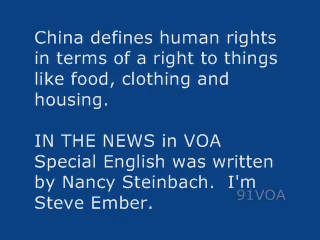 China defines human rights
in terms of a right to things
like food, clothing and
housing.
IN THE NEWS in VOA
Special English was written
by Nancy Steinbach.  I'm
Steve Ember.
91VOA